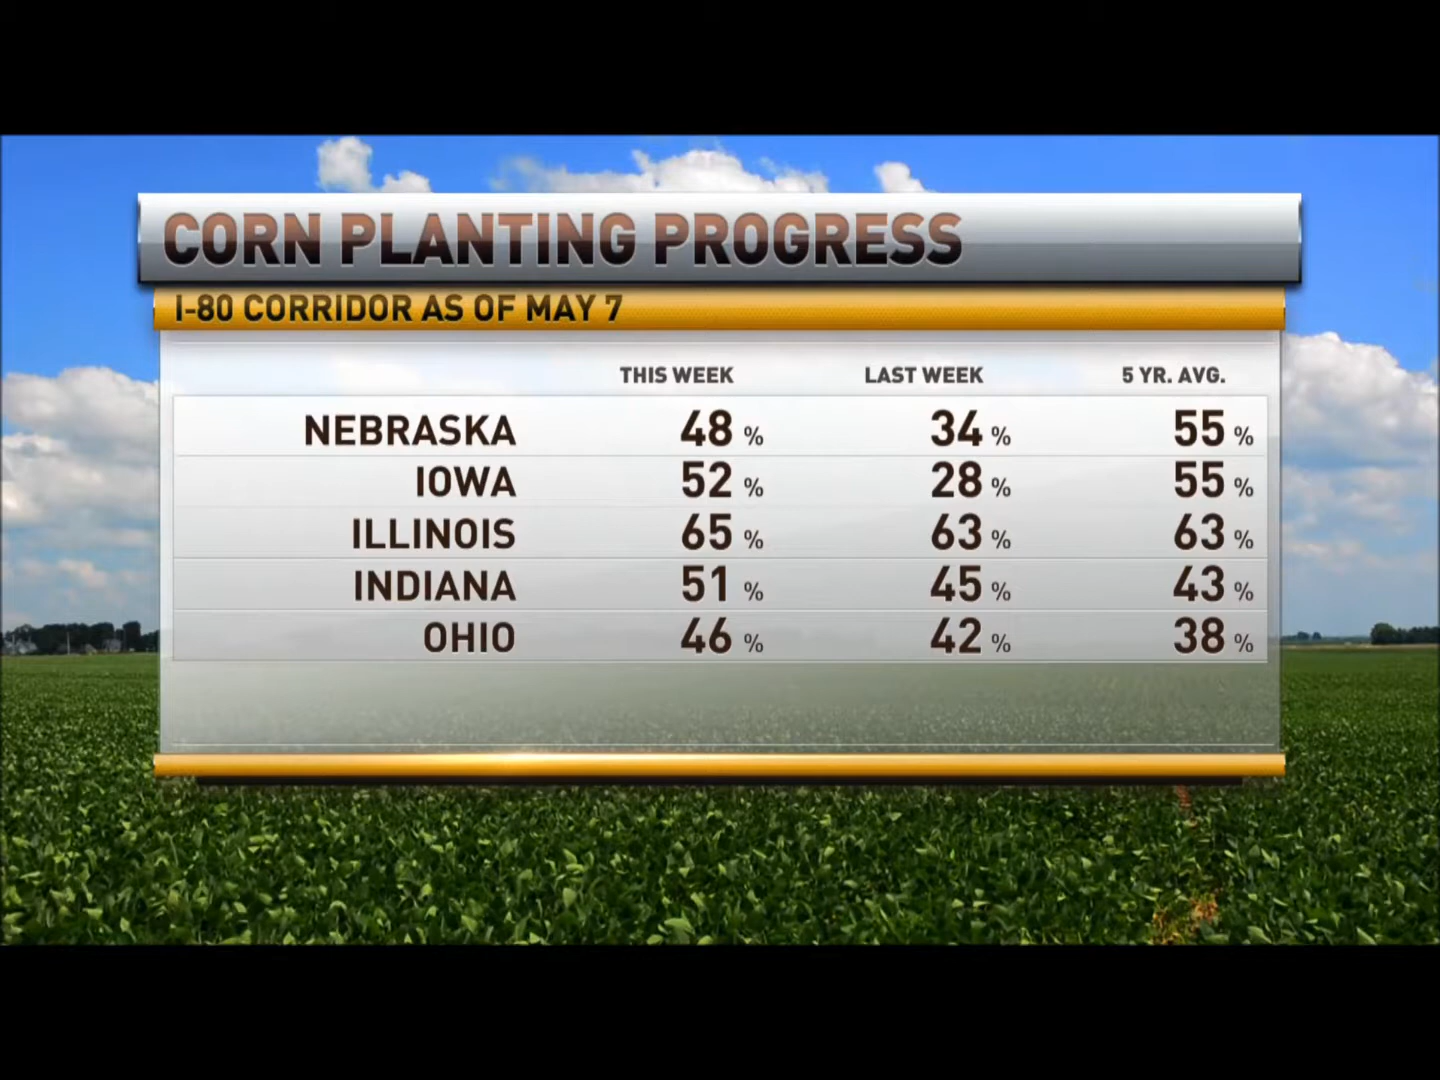 CORN PLANTING PROGRESS
I-80 CORRIDOR AS OF MAY 7
THIS WEEK LAST WEEK 5 YR. AVG.
NEBRASKA 48 % 34 % 55 %
IOWA 52 % 28 % 55 %
ILLINOIS 65 % 63 % 63 %
INDIANA 51 % 45 % 43 %
OHIO 46 % 42 % 38 %